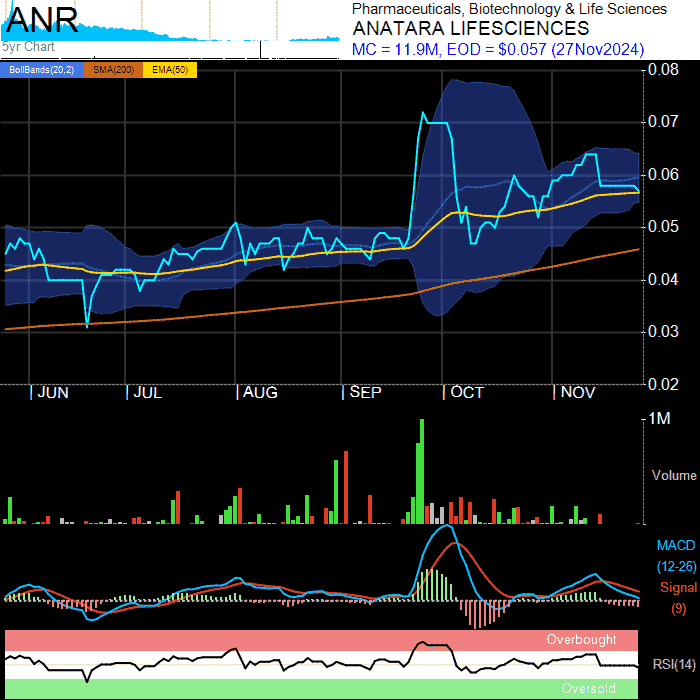 ANR
5yr Chart
Pharmaceuticals, Biotechnology & Life Sciences
ANATARA LIFESCIENCES
MC = 11.9M, EOD = $0.057 (27Nov2024)
BollBands(20,2) SMA(200) EMA(50)
0.08
0.07
0.06
0.05
0.04
0.03
0.02
JUN JUL AUG SEP OCT NOV
1M
Volume
MACD
(12-26)
Signal
(9)
Overbought
RSI(14)
Oversold